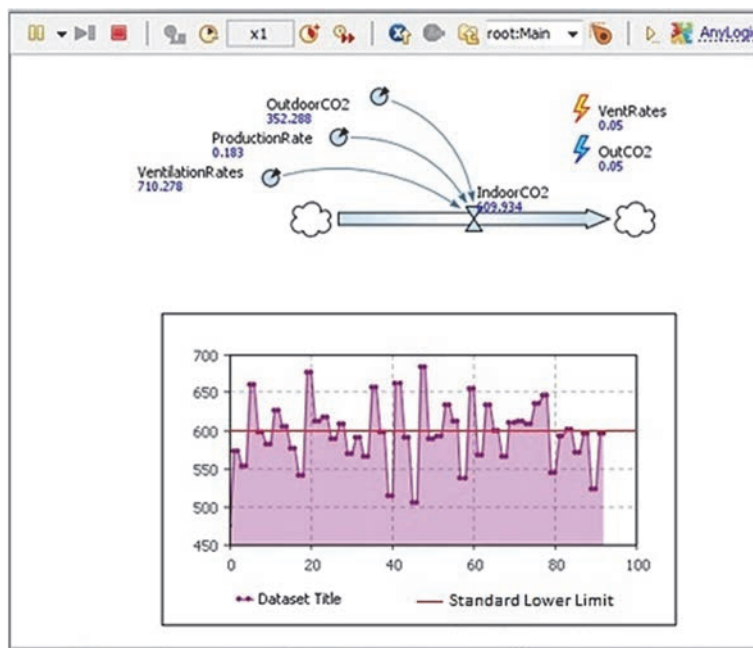 x1 root:Main AnyLogic
OutdoorCO2
352.288
ProductionRate
0.183
VentilationRates
710.278
VentRates
0.05
OutCO2
0.05
IndoorCO2
609.934
700
650
600
550
500
450
0 20 40 60 80 100
Dataset Title Standard Lower Limit